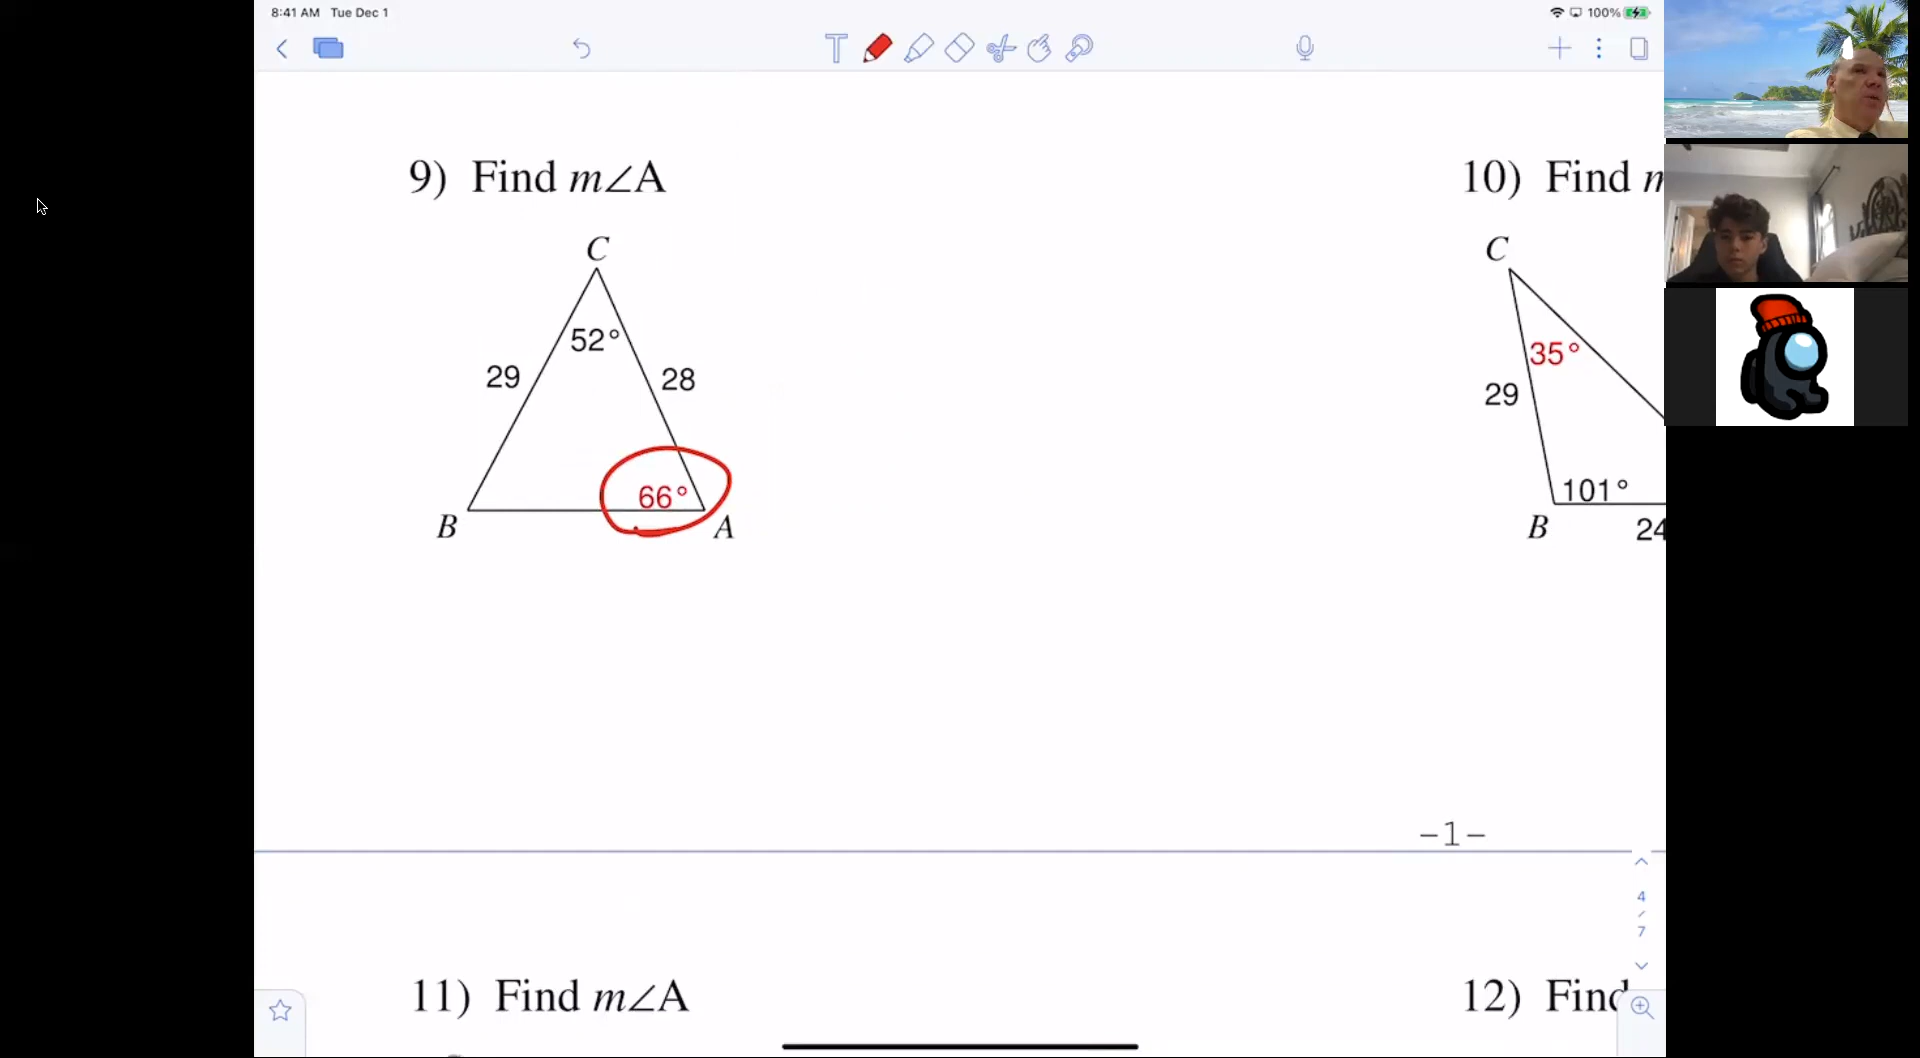 8:41 AM Tue Dec 1
100%
T
9) Find m∠A
C
52°
29
28
66°
B
A
10) Find m
C
35°
29
101°
B
24
-1-
4
/
7
11) Find m∠A
12) Find